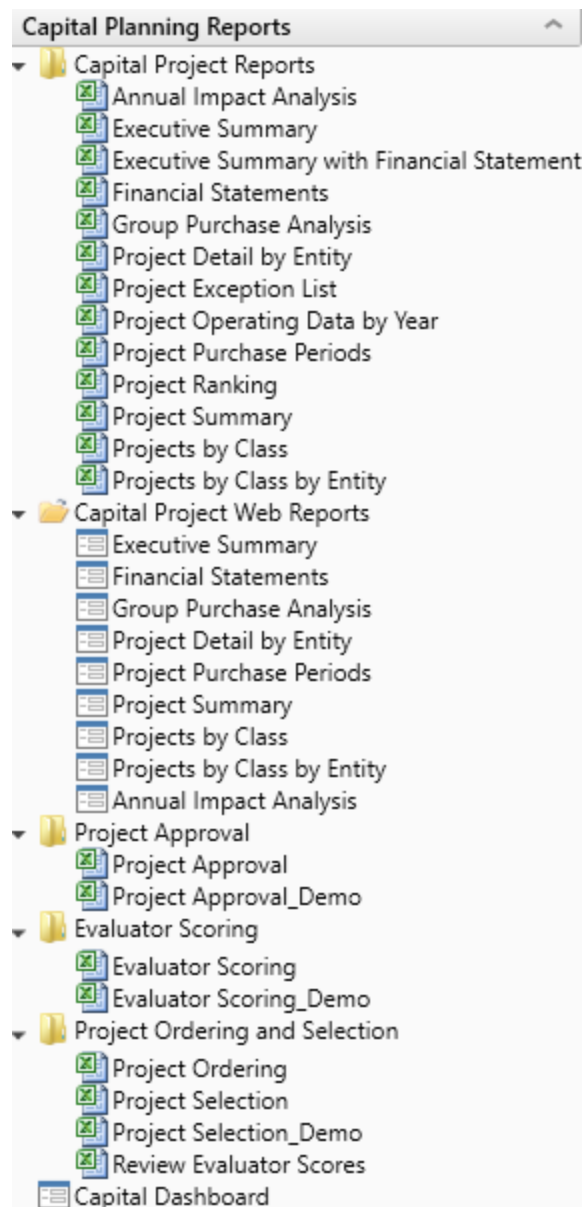 Capital Planning Reports
Capital Project Reports
Annual Impact Analysis
Executive Summary
Executive Summary with Financial Statement
Financial Statements
Group Purchase Analysis
Project Detail by Entity
Project Exception List
Project Operating Data by Year
Project Purchase Periods
Project Ranking
Project Summary
Projects by Class
Projects by Class by Entity
Capital Project Web Reports
Executive Summary
Financial Statements
Group Purchase Analysis
Project Detail by Entity
Project Purchase Periods
Project Summary
Projects by Class
Projects by Class by Entity
Annual Impact Analysis
Project Approval
Project Approval
Project Approval_Demo
Evaluator Scoring
Evaluator Scoring
Evaluator Scoring_Demo
Project Ordering and Selection
Project Ordering
Project Selection
Project Selection_Demo
Review Evaluator Scores
Capital Dashboard